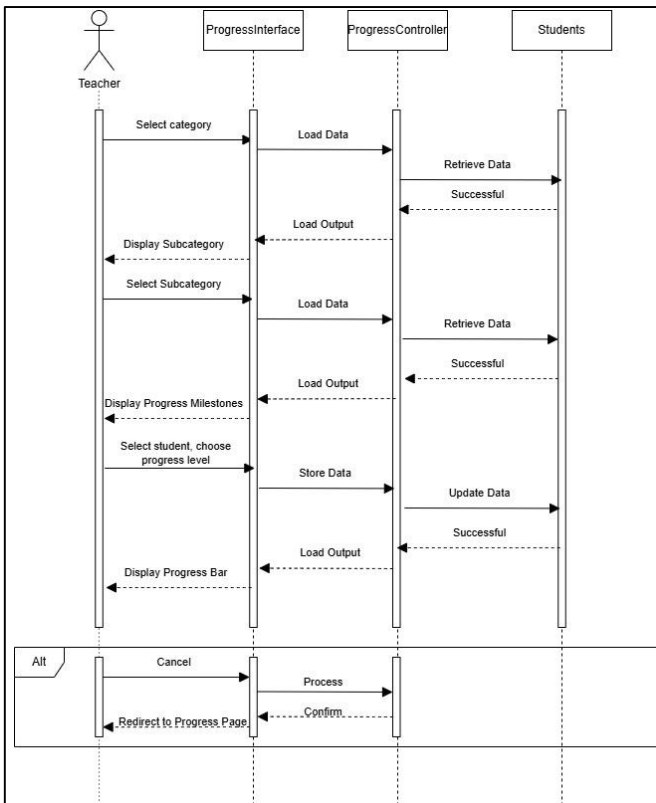 ProgressInterface
ProgressController
Students
Teacher
Select category
Load Data
Retrieve Data
Successful
Load Output
Display Subcategory
Select Subcategory
Load Data
Retrieve Data
Successful
Load Output
Display Progress Milestones
Select student, choose
progress level
Store Data
Update Data
Successful
Load Output
Display Progress Bar
Alt
Cancel
Process
Confirm
Redirect to Progress Page